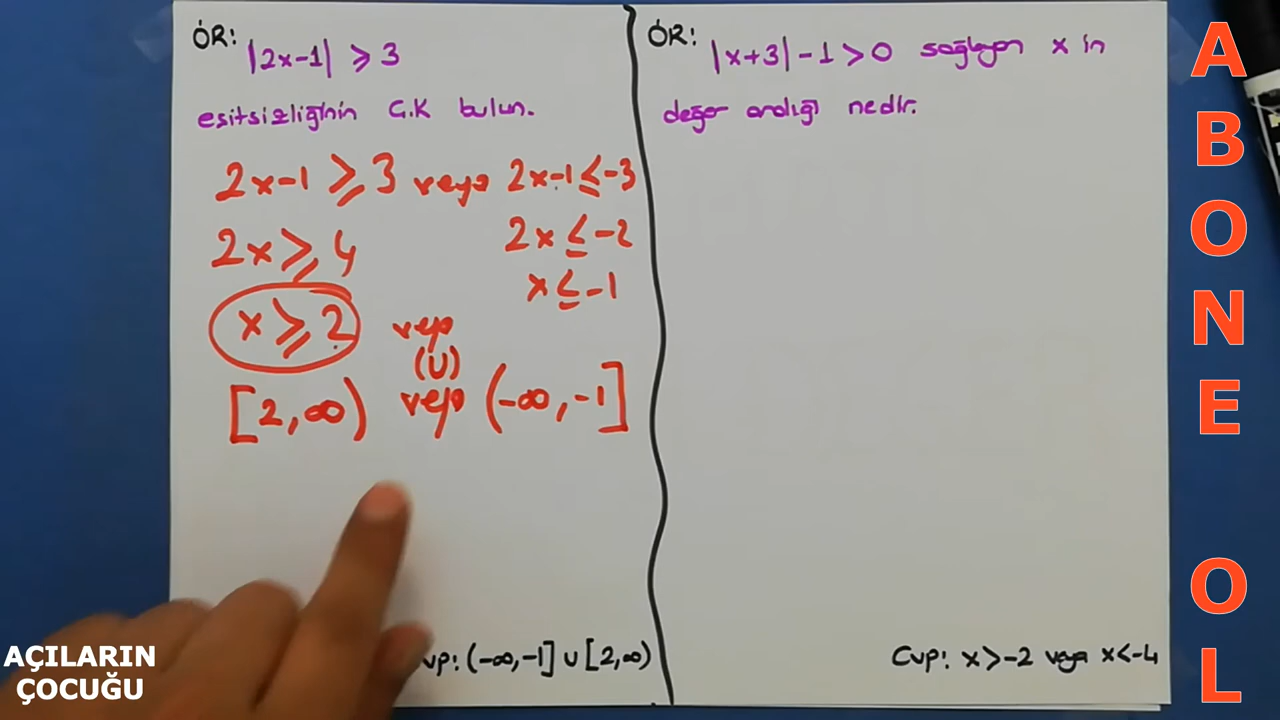 ÖR:
|2x-1| ⩾ 3
eşitsizliğinin Ç.K bulun.
2x-1 ⩾ 3 veya 2x-1 ≤ -3
2x ⩾ 4 2x ≤ -2
x ⩾ 2 x ≤ -1
veya
(U)
[2,∞) veya (-∞,-1]
vp: (-∞,-1] ∪ [2,∞)
ÖR:
|x+3|-1>0 sağlayan x in
değer aralığı nedir.
Cvp: x>-2 veya x<-4
ABONE OL
AÇILARIN
ÇOCUĞU